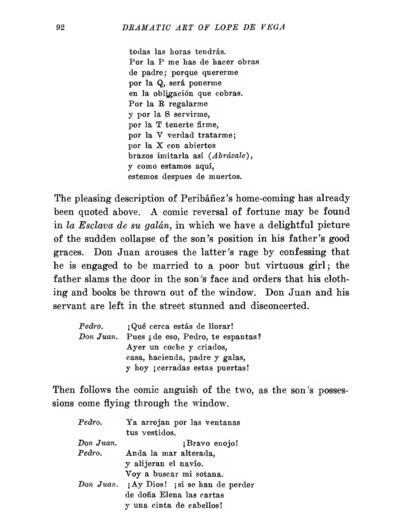 92
DRAMATIC ART OF LOPE DE VEGA
todas las horas tendrás.
Por la P me has de hacer obras
de padre; porque quererme
por la Q, será ponerme
en la obligación que cobras.
Por la R regalarme
y por la S servirme,
por la T tenerte firme,
por la V verdad tratarme;
por la X con abiertos
brazos imitarla así (Abrázale),
y como estamos aquí,
estemos despues de muertos.
The pleasing description of Peribáñez's home-coming has already
been quoted above. A comic reversal of fortune may be found
in la Esclava de su galán, in which we have a delightful picture
of the sudden collapse of the son's position in his father's good
graces. Don Juan arouses the latter's rage by confessing that
he is engaged to be married to a poor but virtuous girl; the
father slams the door in the son's face and orders that his cloth-
ing and books be thrown out of the window. Don Juan and his
servant are left in the street stunned and disconcerted.
Pedro. ¡Qué cerca estás de llorar!
Don Juan. Pues ¿de eso, Pedro, te espantas?
Ayer un coche y criados,
casa, hacienda, padre y galas,
y hoy ¡cerradas estas puertas!
Then follows the comic anguish of the two, as the son's posses-
sions come flying through the window.
Pedro. Ya arrojan por las ventanas
tus vestidos.
Don Juan. ¡Bravo enojo!
Pedro. Anda la mar alterada,
y alijeran el navío.
Voy a buscar mi sotana.
Don Juan. ¡Ay Dios! ¡si se han de perder
de doña Elena las cartas
y una cinta de cabellos!